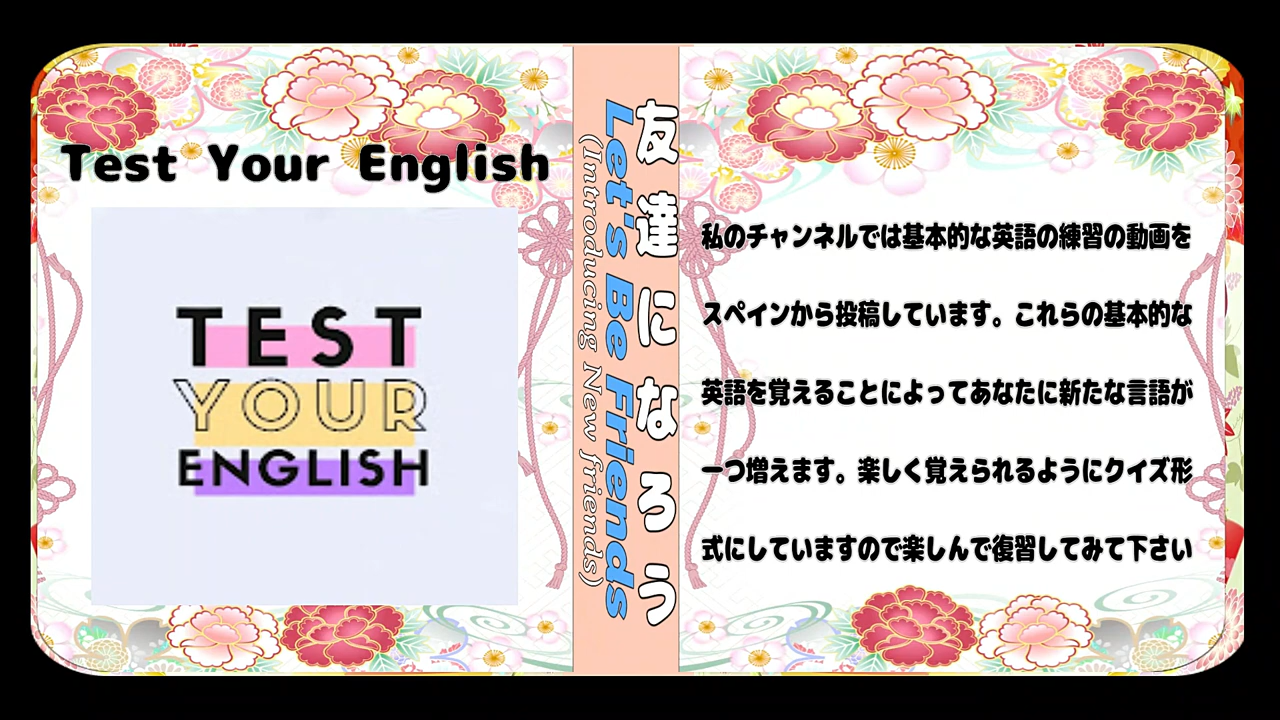 Test Your English
TEST
YOUR
ENGLISH
友達になろう
Let's Be Friends
(Introducing New friends)
私のチャンネルでは基本的な英語の練習の動画を
スペインから投稿しています。これらの基本的な
英語を覚えることによってあなたに新たな言語が
一つ増えます。楽しく覚えられるようにクイズ形
式にしていますので楽しんで復習してみて下さい